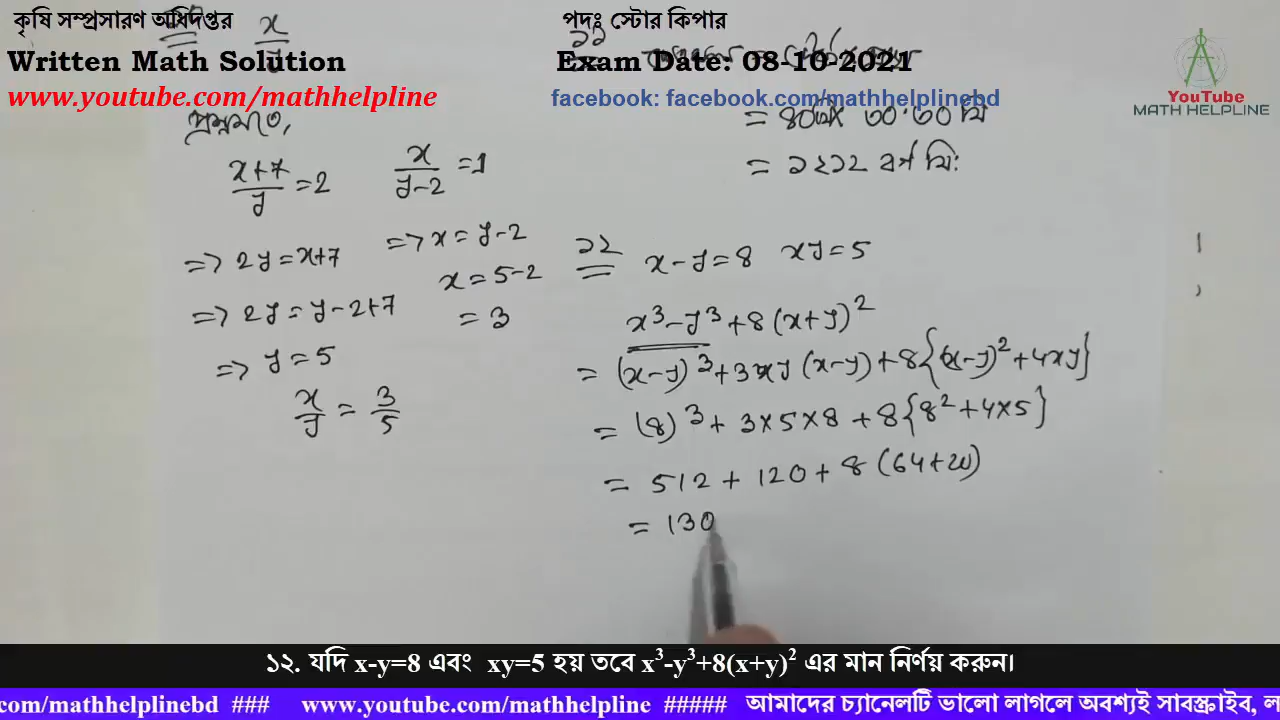 কৃষি সম্প্রসারণ অধিদপ্তর
পদঃ স্টোর কিপার
Written Math Solution
Exam Date: 08-10-2021
www.youtube.com/mathhelpline
facebook: facebook.com/mathhelplinebd
YouTube
MATH HELPLINE
প্রশ্নমতে,
(x+7)/y = 2
x/(y-2) = 1
=> 2y = x+7
=> x = y-2
x = 5-2
=> 2y = y-2+7
= 3
=> y = 5
x/y = 3/5
= ১২১২ বর্গ মি:
১২
x-y=8 xy=5
x³-y³+8(x+y)²
= (x-y)³+3xy(x-y)+8{(x-y)²+4xy}
= (8)³+3×5×8+8{8²+4×5}
= 512+120+8(64+20)
= 130
১২. যদি x-y=8 এবং xy=5 হয় তবে x³-y³+8(x+y)² এর মান নির্ণয় করুন।
com/mathhelplinebd ### www.youtube.com/mathhelpline ##### আমাদের চ্যানেলটি ভালো লাগলে অবশ্যই সাবস্ক্রাইব, ল